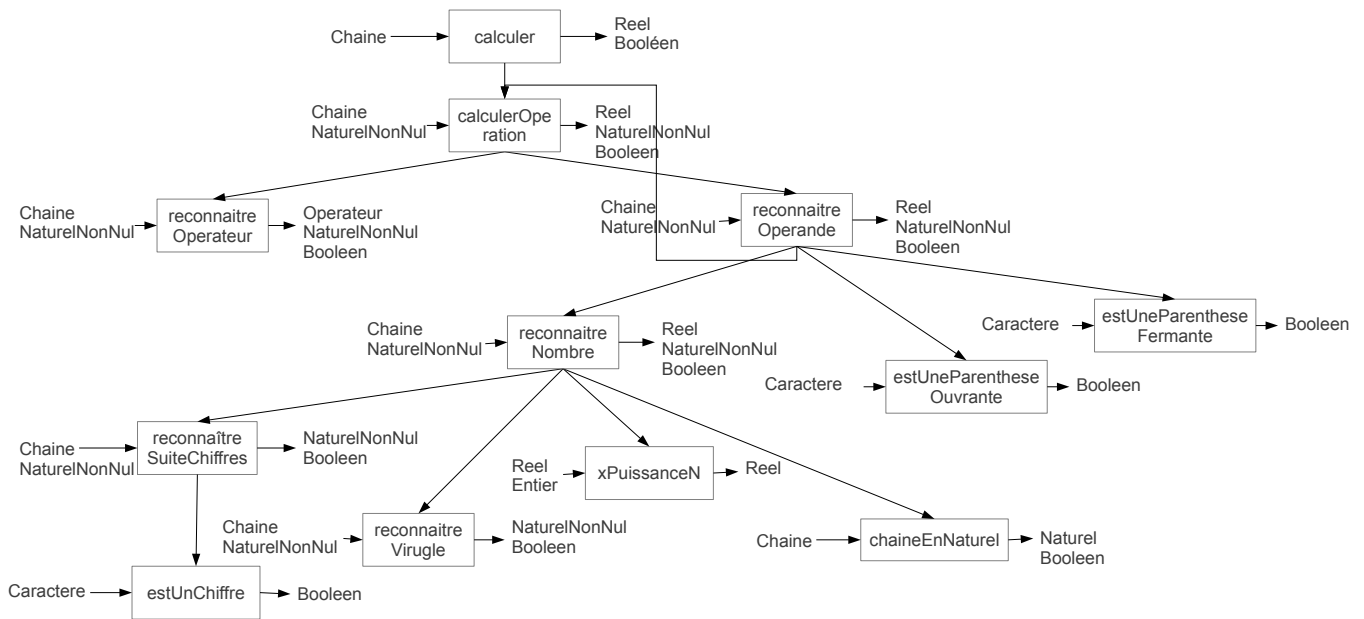 Chaine
calculer
Reel
Booléen
Chaine
NaturelNonNul
calculerOpe
ration
Reel
NaturelNonNul
Booleen
Chaine
NaturelNonNul
reconnaitre
Operateur
Operateur
NaturelNonNul
Booleen
Chaine
NaturelNonNul
reconnaitre
Operande
Reel
NaturelNonNul
Booleen
Chaine
NaturelNonNul
reconnaitre
Nombre
Reel
NaturelNonNul
Booleen
Caractere
estUneParenthese
Fermante
Booleen
Caractere
estUneParenthese
Ouvrante
Booleen
Chaine
NaturelNonNul
reconnaître
SuiteChiffres
NaturelNonNul
Booleen
Reel
Entier
xPuissanceN
Reel
Chaine
NaturelNonNul
reconnaitre
Virugle
NaturelNonNul
Booleen
Chaine
chaineEnNaturel
Naturel
Booleen
Caractere
estUnChiffre
Booleen